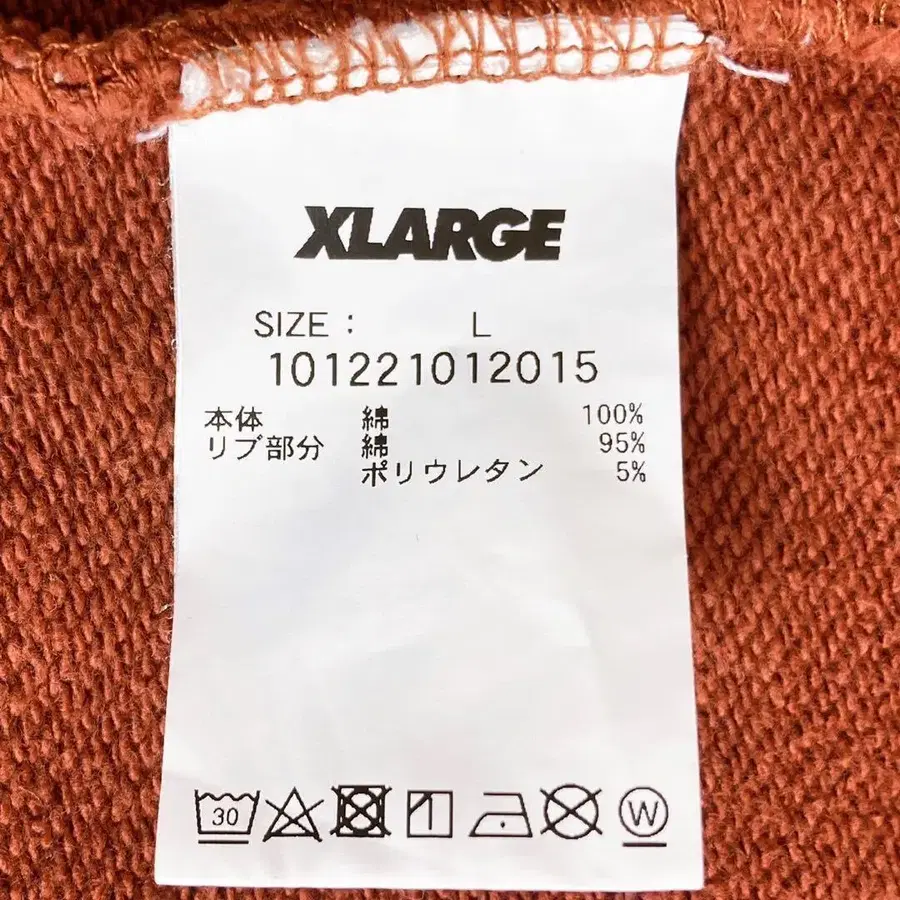 XLARGE
SIZE : L
101221012015
本体 綿 100%
リブ部分 綿 95%
ポリウレタン 5%
30
W